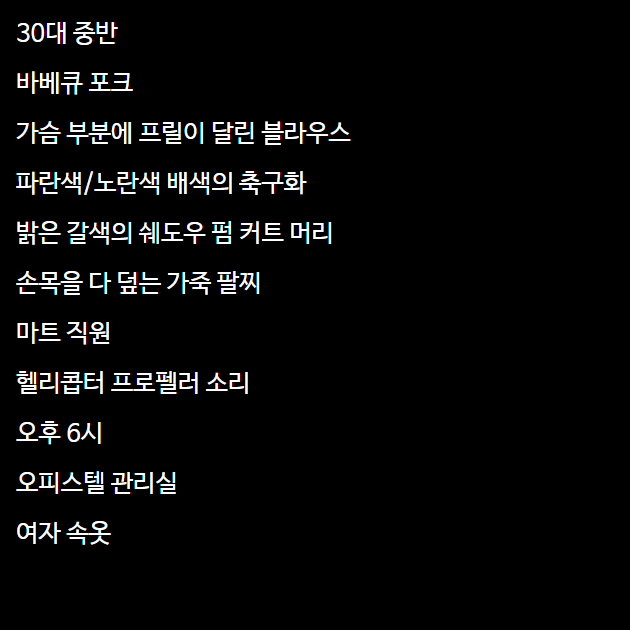 30대 중반
바베큐 포크
가슴 부분에 프릴이 달린 블라우스
파란색/노란색 배색의 축구화
밝은 갈색의 쉐도우 펌 커트 머리
손목을 다 덮는 가죽 팔찌
마트 직원
헬리콥터 프로펠러 소리
오후 6시
오피스텔 관리실
여자 속옷